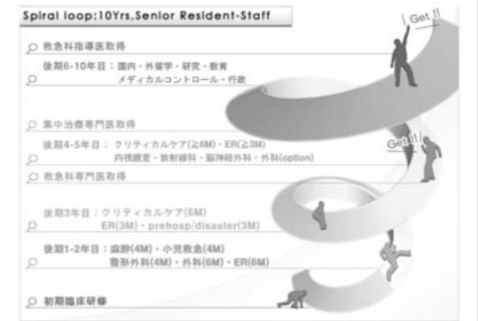 Spiral loop:10Yrs,Senior Resident-Staff
Get !!
救急科指導医取得
後期6-10年目：国内・外留学・研究・教育
メディカルコントロール・行政
集中治療専門医取得
後期4-5年目：クリティカルケア(≧6M)・ER(≧3M)
内視鏡室・放射線科・脳神経外科・外科(option)
Get !!
救急科専門医取得
後期3年目：クリティカルケア(6M)
ER(3M)・prehosp/disaster(3M)
後期1-2年目：麻酔(4M)・小児救急(4M)
整形外科(4M)・外科(6M)・ER(6M)
初期臨床研修